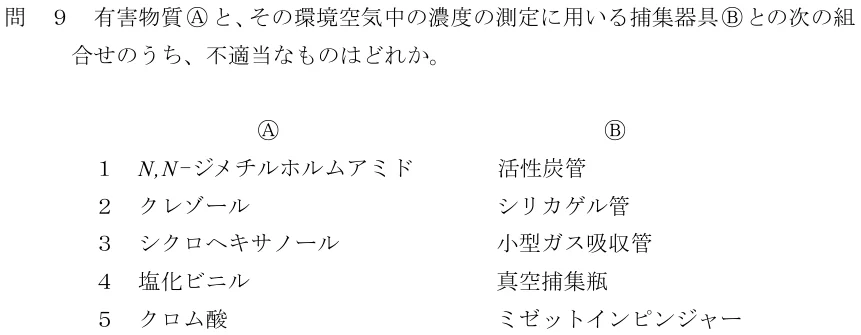 問 9 有害物質Ⓐと、その環境空気中の濃度の測定に用いる捕集器具Ⓑとの次の組
合せのうち、不適当なものはどれか。
Ⓐ Ⓑ
1 N,N-ジメチルホルムアミド 活性炭管
2 クレゾール シリカゲル管
3 シクロヘキサノール 小型ガス吸収管
4 塩化ビニル 真空捕集瓶
5 クロム酸 ミゼットインピンジャー